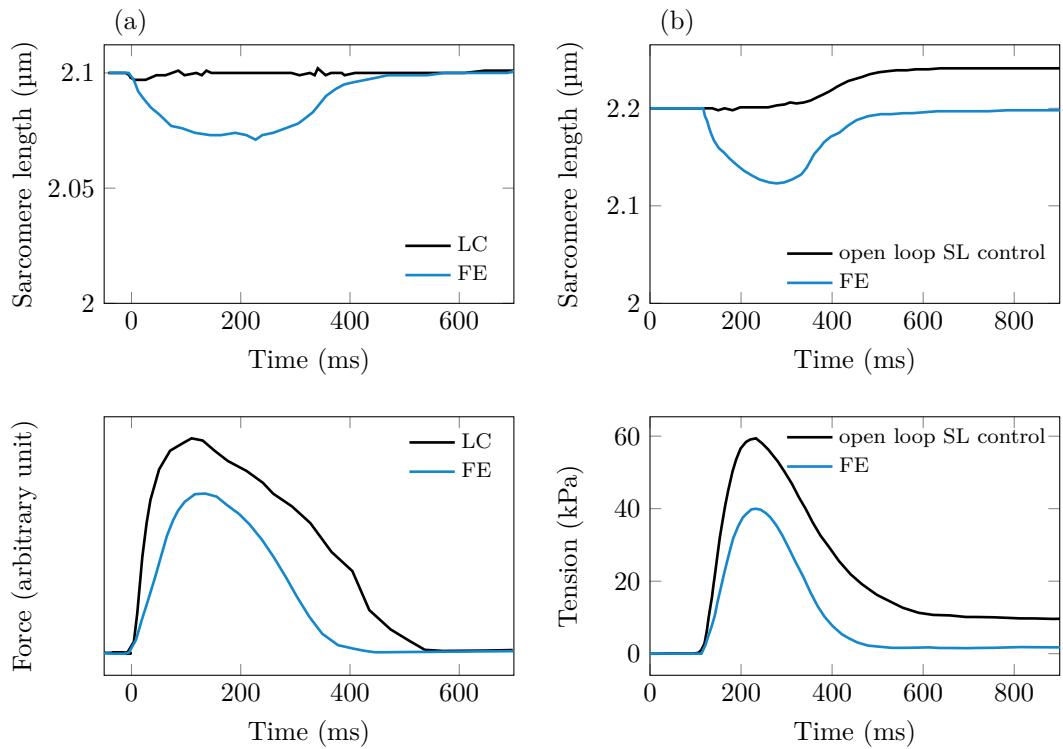 (a)
Sarcomere length (µm)
2.1
2.05
2
LC
FE
0 200 400 600
Time (ms)
(b)
Sarcomere length (µm)
2.2
2.1
2
open loop SL control
FE
0 200 400 600 800
Time (ms)
Force (arbitrary unit)
LC
FE
0 200 400 600
Time (ms)
Tension (kPa)
60
40
20
0
open loop SL control
FE
0 200 400 600 800
Time (ms)